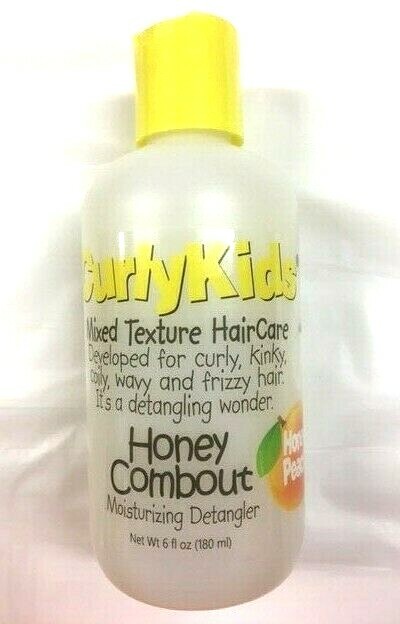 CurlyKids
Mixed Texture HairCare
Developed for curly, kinky,
coily, wavy and frizzy hair.
It's a detangling wonder.
Honey
Combout
Moisturizing Detangler
Net Wt 6 fl oz (180 ml)